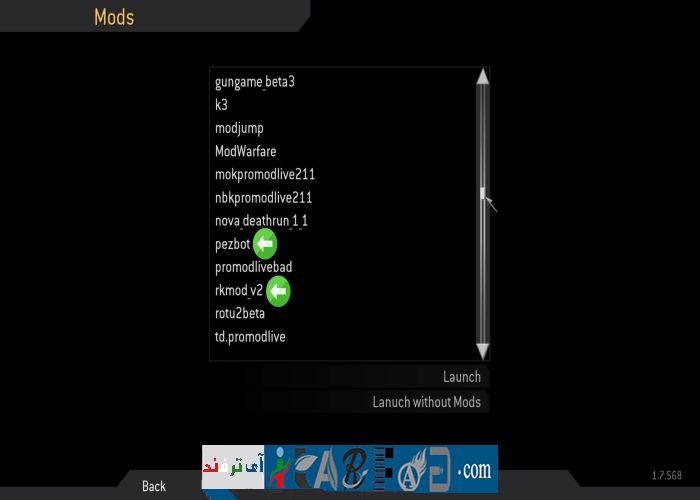 Mods
gungame_beta3
k3
modjump
ModWarfare
mokpromodlive211
nbkpromodlive211
nova_deathrun_1_1
pezbot
promodlivebad
rkmod_v2
rotu2beta
td.promodlive
Launch
Lanuch without Mods
آی ترفند
.com
1.7.568
Back